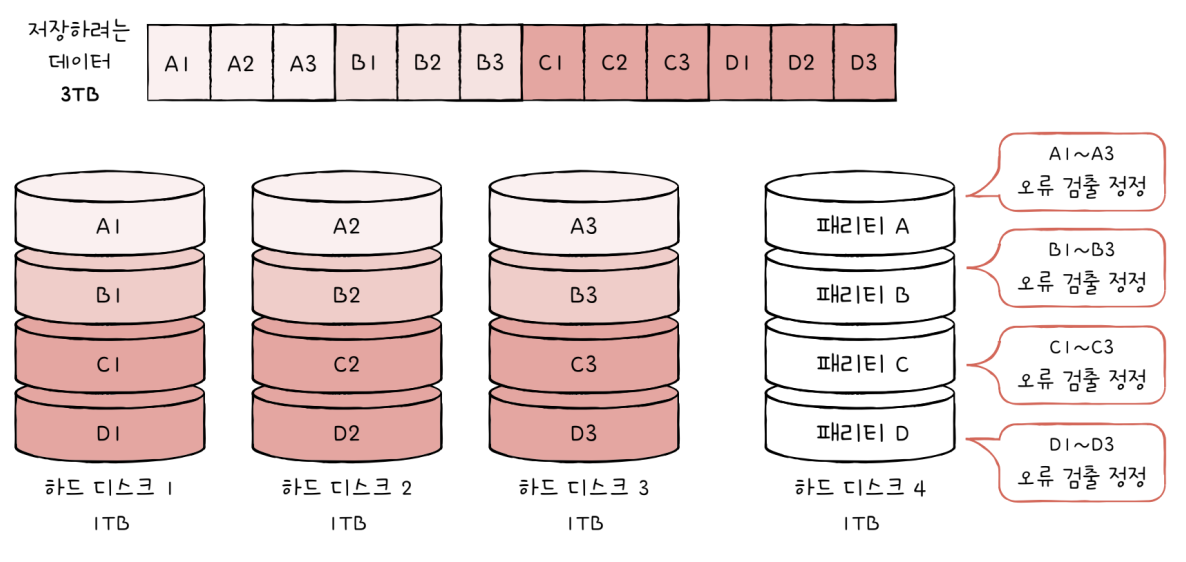 저장하려는
데이터
3TB
A1 A2 A3 B1 B2 B3 C1 C2 C3 D1 D2 D3
A1 A2 A3 패리티 A
B1 B2 B3 패리티 B
C1 C2 C3 패리티 C
D1 D2 D3 패리티 D
A1~A3
오류 검출 정정
B1~B3
오류 검출 정정
C1~C3
오류 검출 정정
D1~D3
오류 검출 정정
하드 디스크 1
1TB
하드 디스크 2
1TB
하드 디스크 3
1TB
하드 디스크 4
1TB